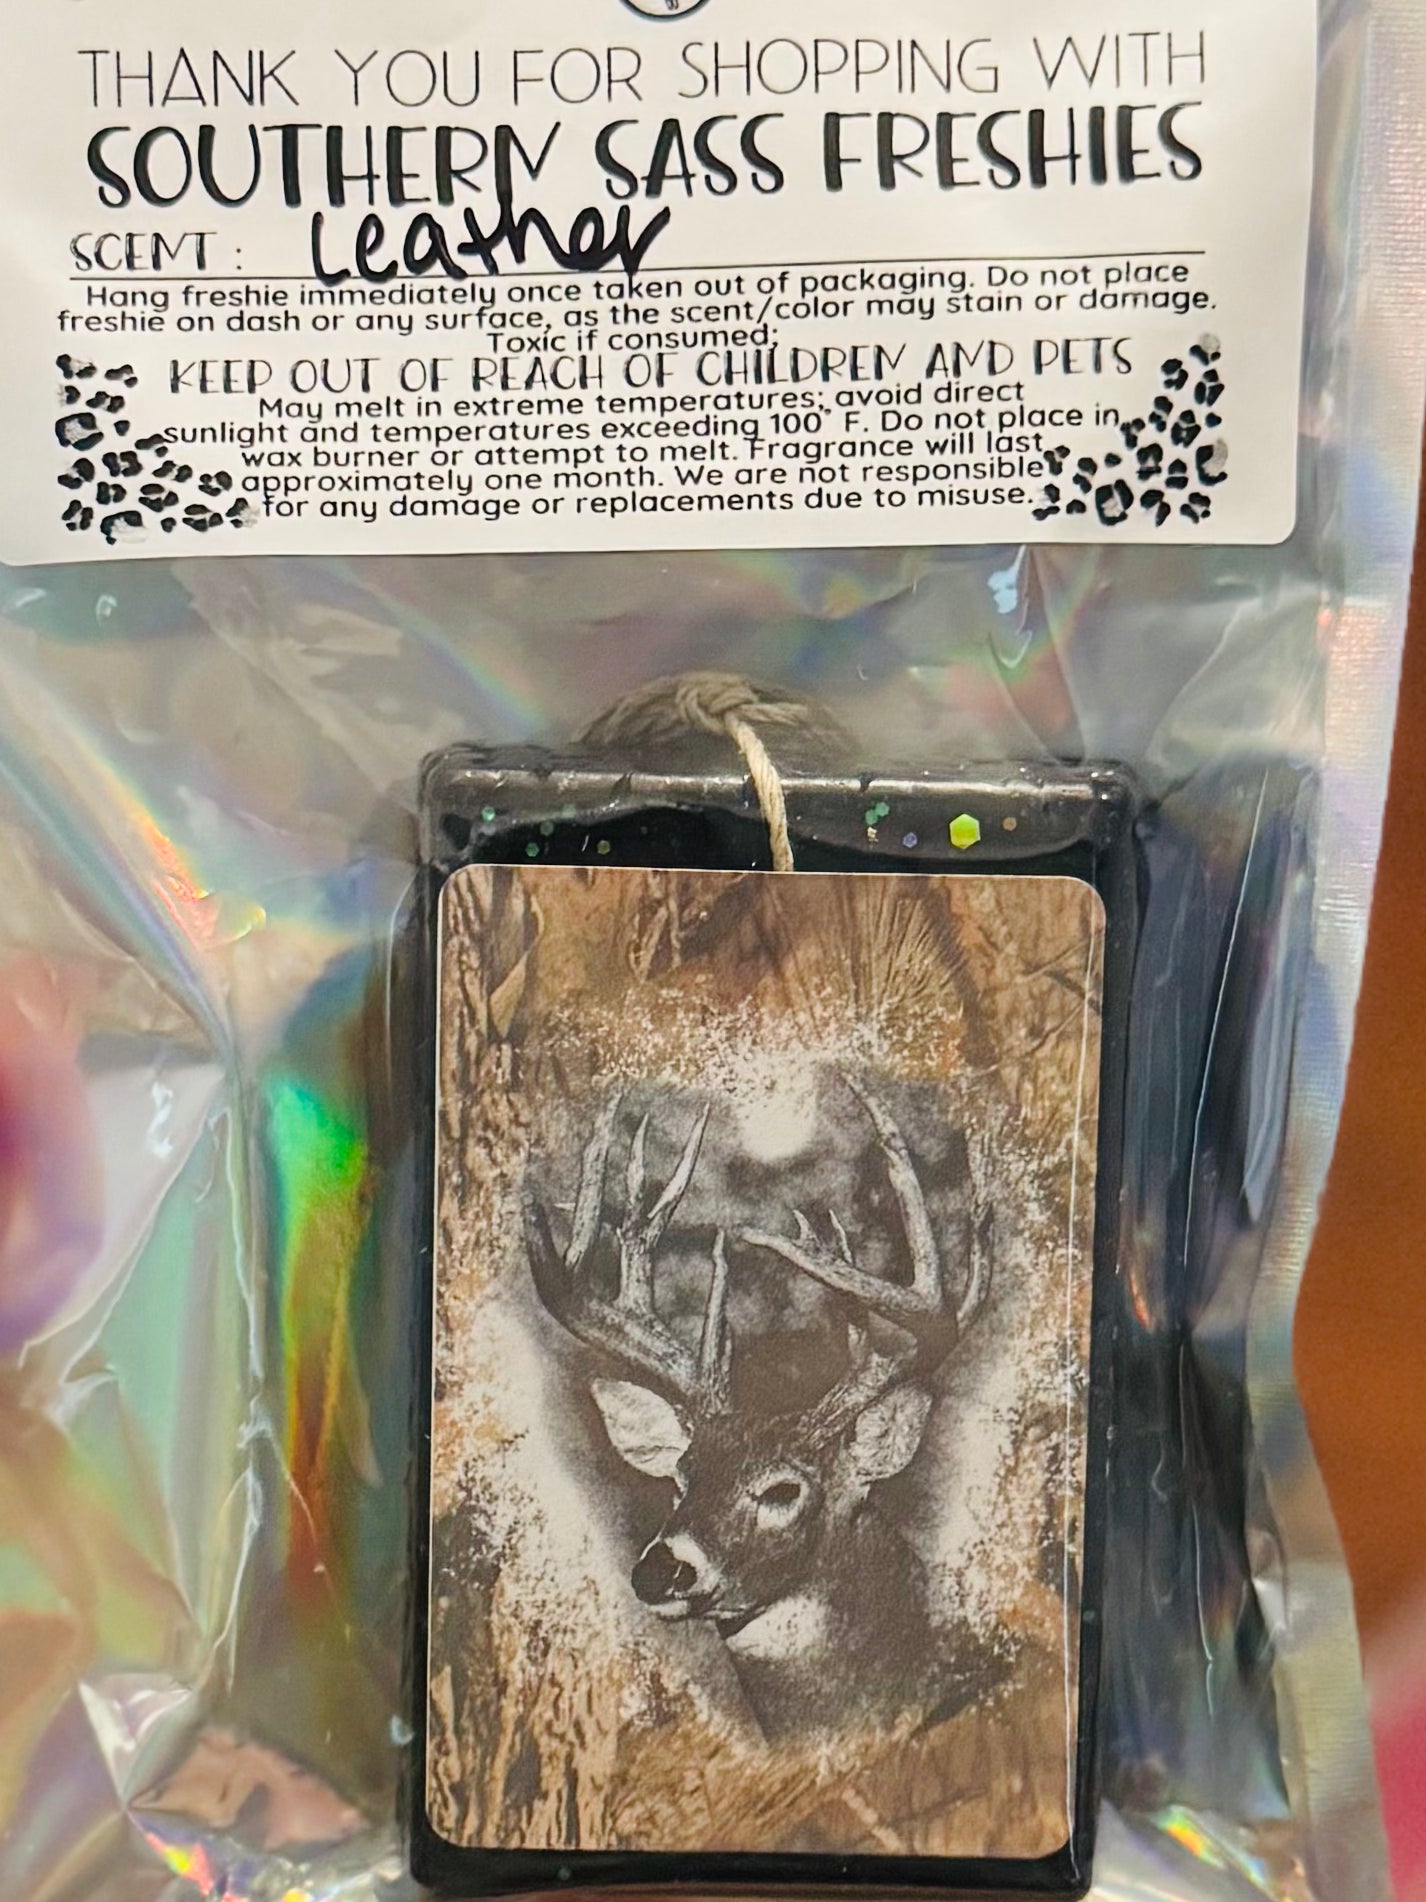 THANK YOU FOR SHOPPING WITH
SOUTHERN SASS FRESHIES
SCENT: Leather
Hang freshie immediately once taken out of packaging. Do not place
freshie on dash or any surface, as the scent/color may stain or damage.
Toxic if consumed;
KEEP OUT OF REACH OF CHILDREN AND PETS
May melt in extreme temperatures; avoid direct
sunlight and temperatures exceeding 100° F. Do not place in
wax burner or attempt to melt. Fragrance will last
approximately one month. We are not responsible
for any damage or replacements due to misuse.